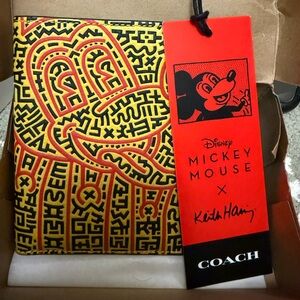 Disney
MICKEY
MOUSE
X
Keith Haring
COACH